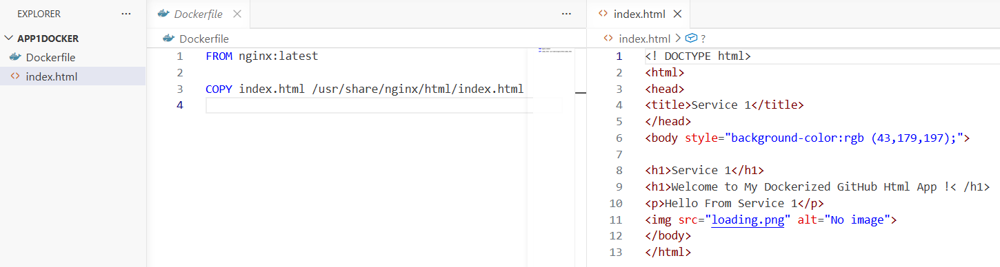 EXPLORER
APP1DOCKER
Dockerfile
index.html
Dockerfile
Dockerfile
1 FROM nginx:latest
2
3 COPY index.html /usr/share/nginx/html/index.html
4
index.html
index.html > ?
1 <! DOCTYPE html>
2 <html>
3 <head>
4 <title>Service 1</title>
5 </head>
6 <body style="background-color:rgb (43,179,197);">
7
8 <h1>Service 1</h1>
9 <h1>Welcome to My Dockerized GitHub Html App !< /h1>
10 <p>Hello From Service 1</p>
11 <img src="loading.png" alt="No image">
12 </body>
13 </html>